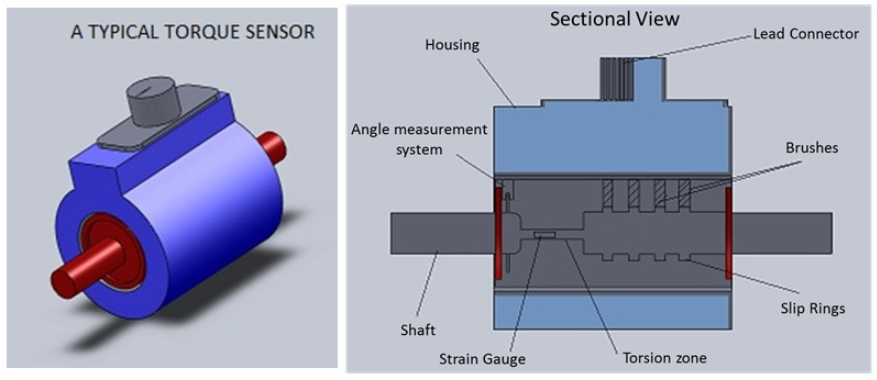 A TYPICAL TORQUE SENSOR
Sectional View
Lead Connector
Housing
Angle measurement
system
Brushes
Shaft
Strain Gauge
Torsion zone
Slip Rings